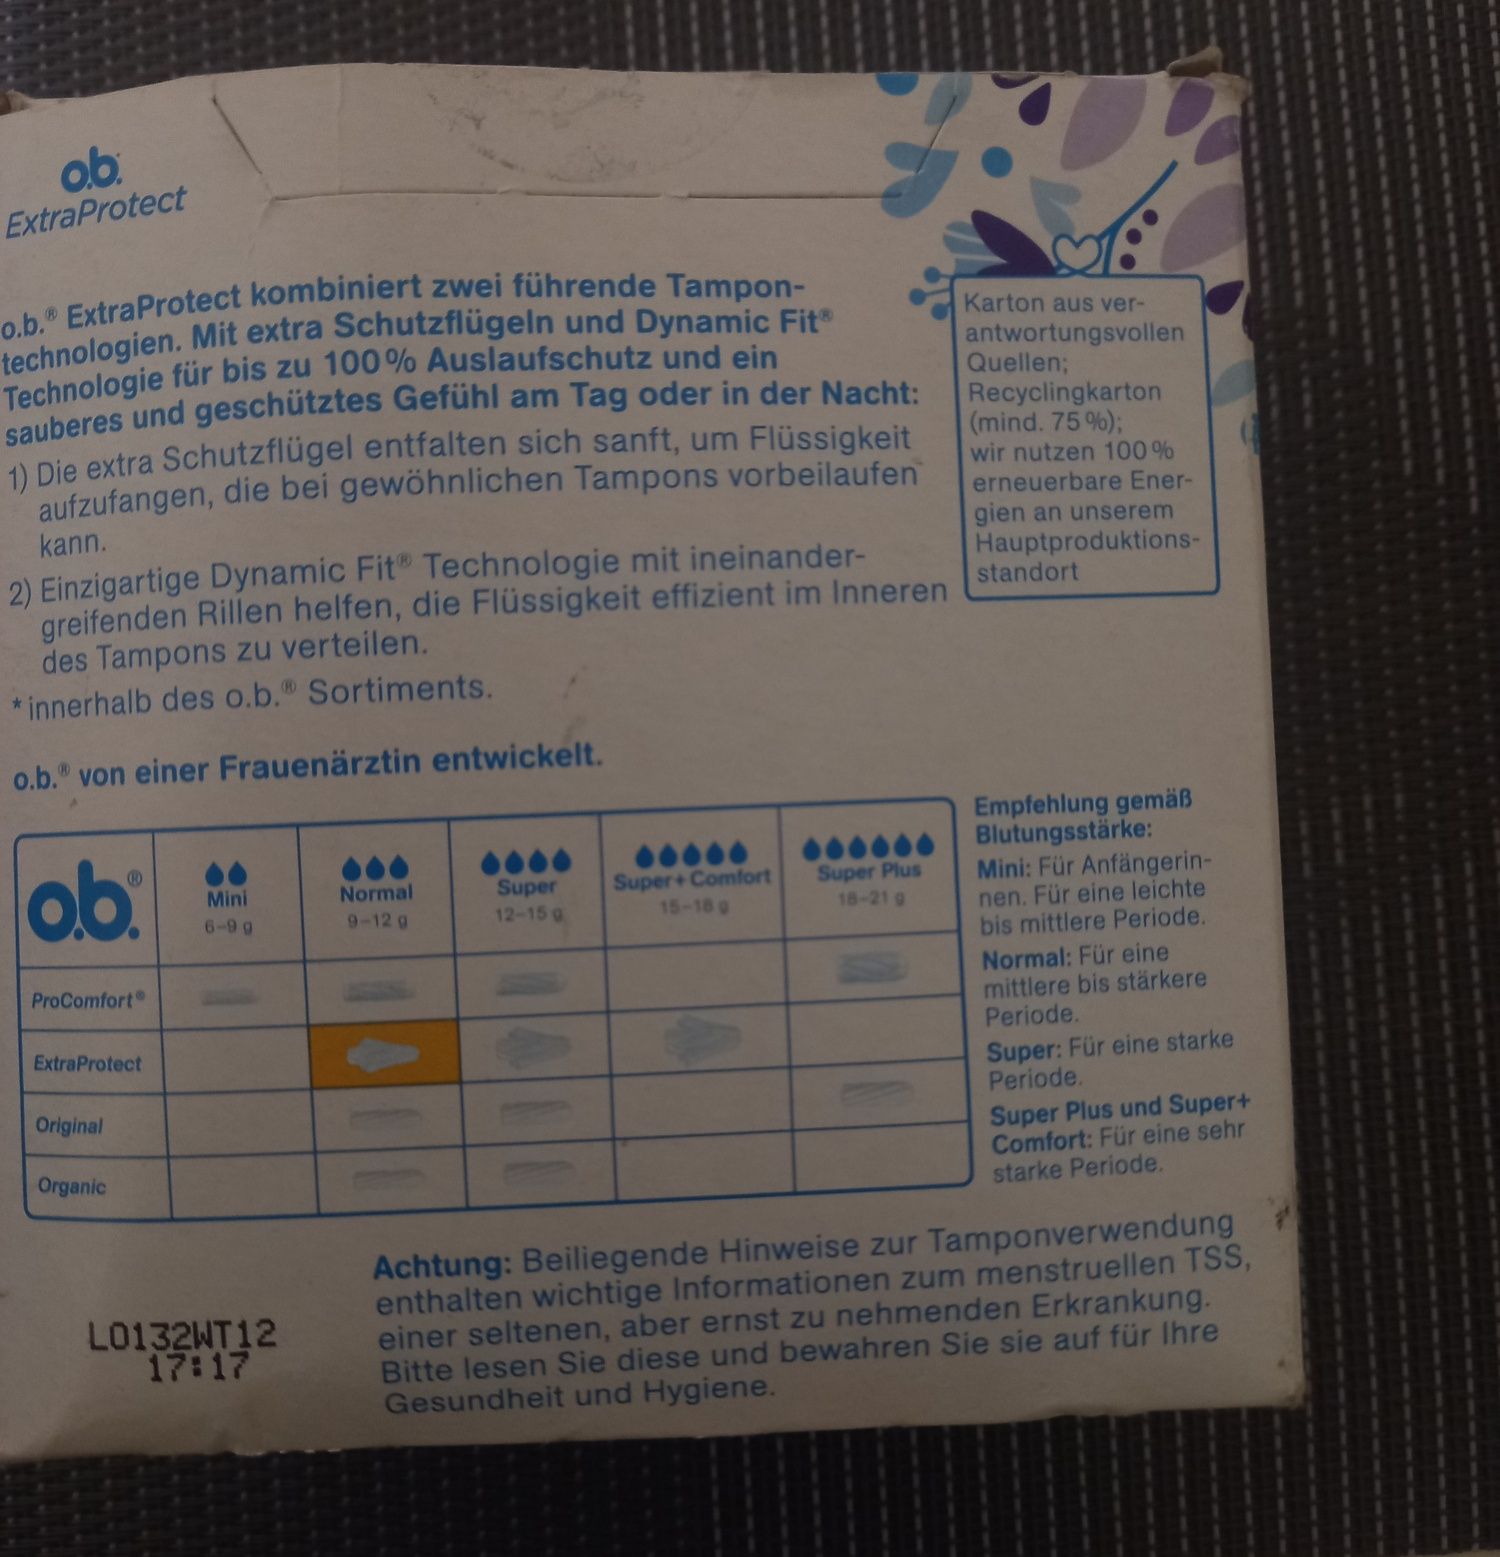 o.b.
ExtraProtect
o.b.® ExtraProtect kombiniert zwei führende Tampon-
technologien. Mit extra Schutzflügeln und Dynamic Fit®
Technologie für bis zu 100% Auslaufschutz und ein
sauberes und geschütztes Gefühl am Tag oder in der Nacht:
1) Die extra Schutzflügel entfalten sich sanft, um Flüssigkeit
aufzufangen, die bei gewöhnlichen Tampons vorbeilaufen
kann.
2) Einzigartige Dynamic Fit® Technologie mit ineinander-
greifenden Rillen helfen, die Flüssigkeit effizient im Inneren
des Tampons zu verteilen.
*innerhalb des o.b.® Sortiments.
Karton aus ver-
antwortungsvollen
Quellen;
Recyclingkarton
(mind. 75%);
wir nutzen 100%
erneuerbare Ener-
gien an unserem
Hauptproduktions-
standort
o.b.® von einer Frauenärztin entwickelt.
o.b.®
Mini
6–9 g
Normal
9–12 g
Super
12–15 g
Super+Comfort
15–18 g
Super Plus
18–21 g
ProComfort®
ExtraProtect
Original
Organic
Empfehlung gemäß
Blutungsstärke:
Mini: Für Anfängerin-
nen. Für eine leichte
bis mittlere Periode.
Normal: Für eine
mittlere bis stärkere
Periode.
Super: Für eine starke
Periode.
Super Plus und Super+
Comfort: Für eine sehr
starke Periode.
Achtung: Beiliegende Hinweise zur Tamponverwendung
enthalten wichtige Informationen zum menstruellen TSS,
einer seltenen, aber ernst zu nehmenden Erkrankung.
Bitte lesen Sie diese und bewahren Sie sie auf für Ihre
Gesundheit und Hygiene.
L0132WT12
17:17